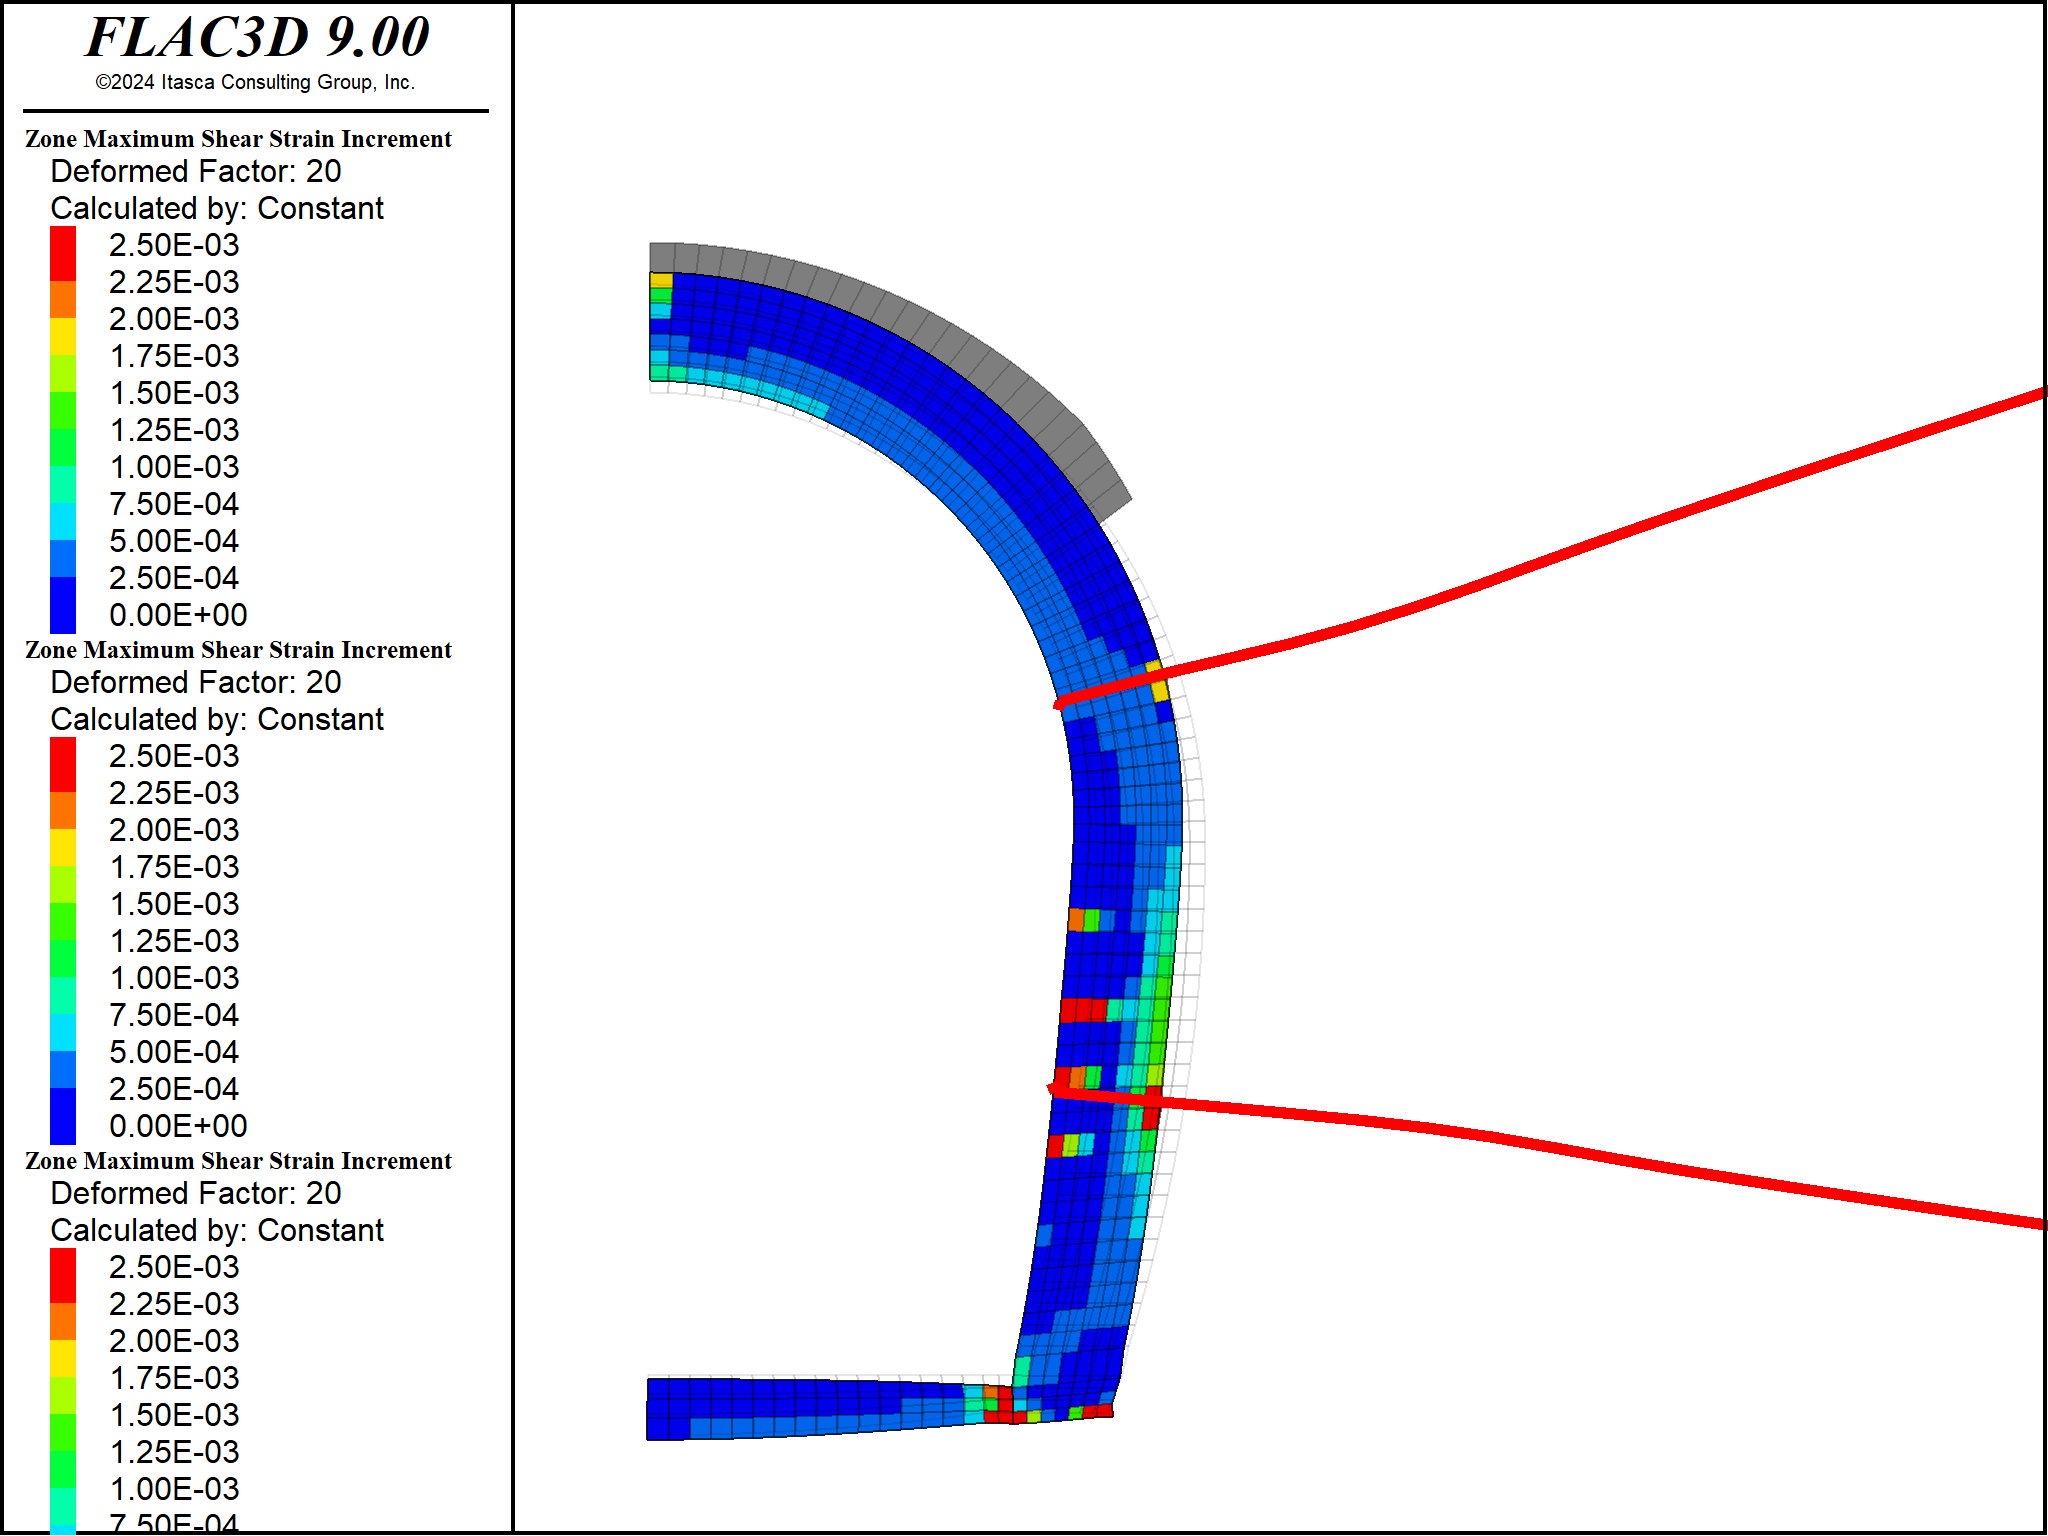 FLAC3D 9.00
©2024 Itasca Consulting Group, Inc.
Zone Maximum Shear Strain Increment
Deformed Factor: 20
Calculated by: Constant
2.50E-03
2.25E-03
2.00E-03
1.75E-03
1.50E-03
1.25E-03
1.00E-03
7.50E-04
5.00E-04
2.50E-04
0.00E+00
Zone Maximum Shear Strain Increment
Deformed Factor: 20
Calculated by: Constant
2.50E-03
2.25E-03
2.00E-03
1.75E-03
1.50E-03
1.25E-03
1.00E-03
7.50E-04
5.00E-04
2.50E-04
0.00E+00
Zone Maximum Shear Strain Increment
Deformed Factor: 20
Calculated by: Constant
2.50E-03
2.25E-03
2.00E-03
1.75E-03
1.50E-03
1.25E-03
1.00E-03
7.50E-04